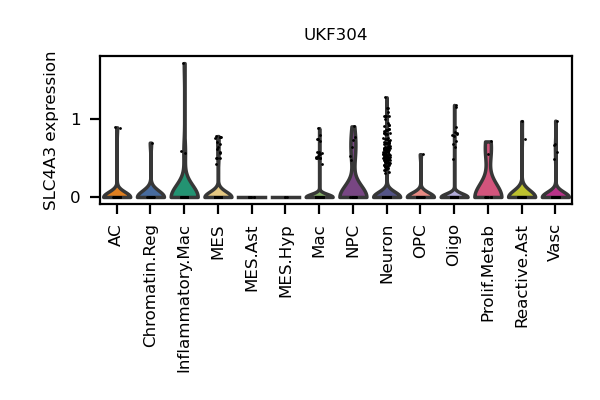 UKF304
SLC4A3 expression
1
0
AC
Chromatin.Reg
Inflammatory.Mac
MES
MES.Ast
MES.Hyp
Mac
NPC
Neuron
OPC
Oligo
Prolif.Metab
Reactive.Ast
Vasc